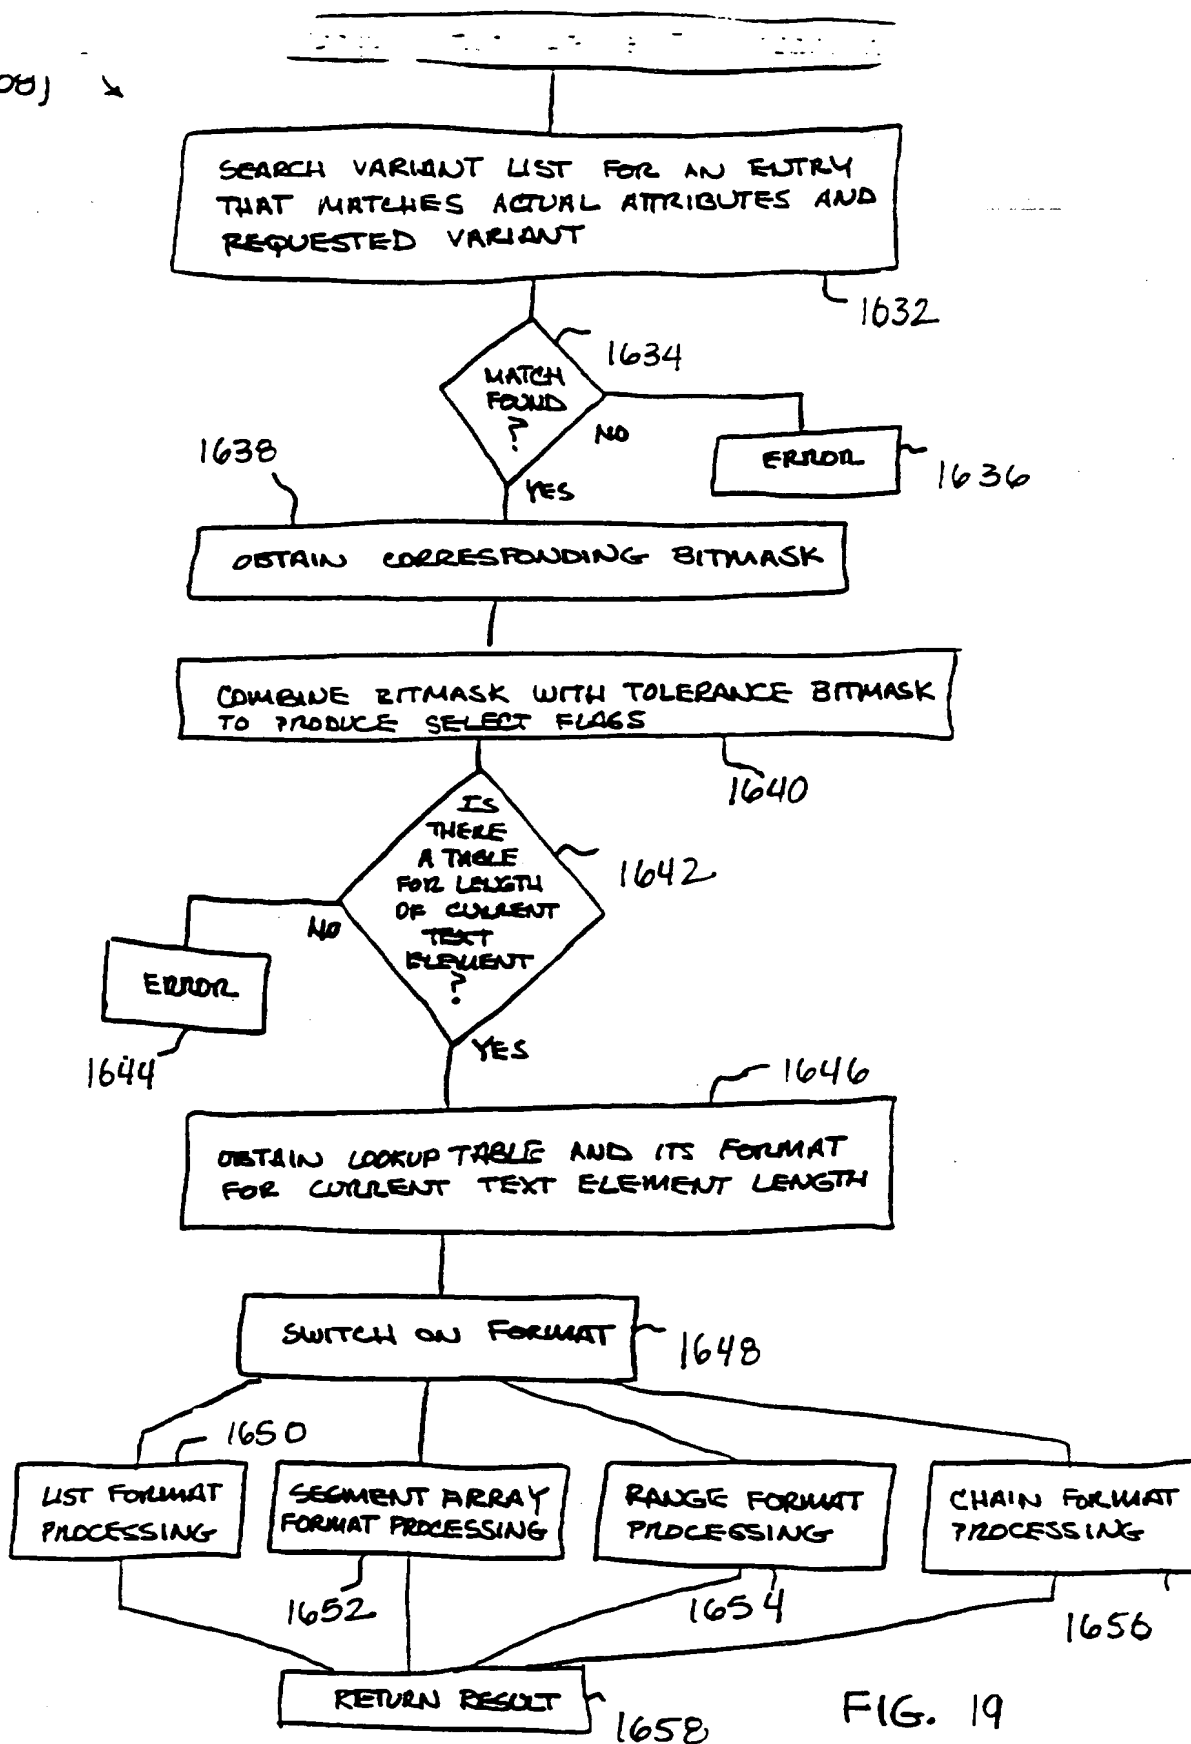 SEARCH VARIANT LIST FOR AN ENTRY
THAT MATCHES ACTUAL ATTRIBUTES AND
REQUESTED VARIANT
1632
1634
MATCH
FOUND
?
NO
ERROR
1636
YES
1638
OBTAIN CORRESPONDING BITMASK
COMBINE BITMASK WITH TOLERANCE BITMASK
TO PRODUCE SELECT FLAGS
1640
IS
THERE
A TABLE
FOR LENGTH
OF CURRENT
TEXT
ELEMENT
?
1642
NO
ERROR
1644
YES
1646
OBTAIN LOOKUP TABLE AND ITS FORMAT
FOR CURRENT TEXT ELEMENT LENGTH
SWITCH ON FORMAT
1648
1650
LIST FORMAT
PROCESSING
SEGMENT ARRAY
FORMAT PROCESSING
RANGE FORMAT
PROCESSING
CHAIN FORMAT
PROCESSING
1652
1654
1656
RETURN RESULT
1658
FIG. 19